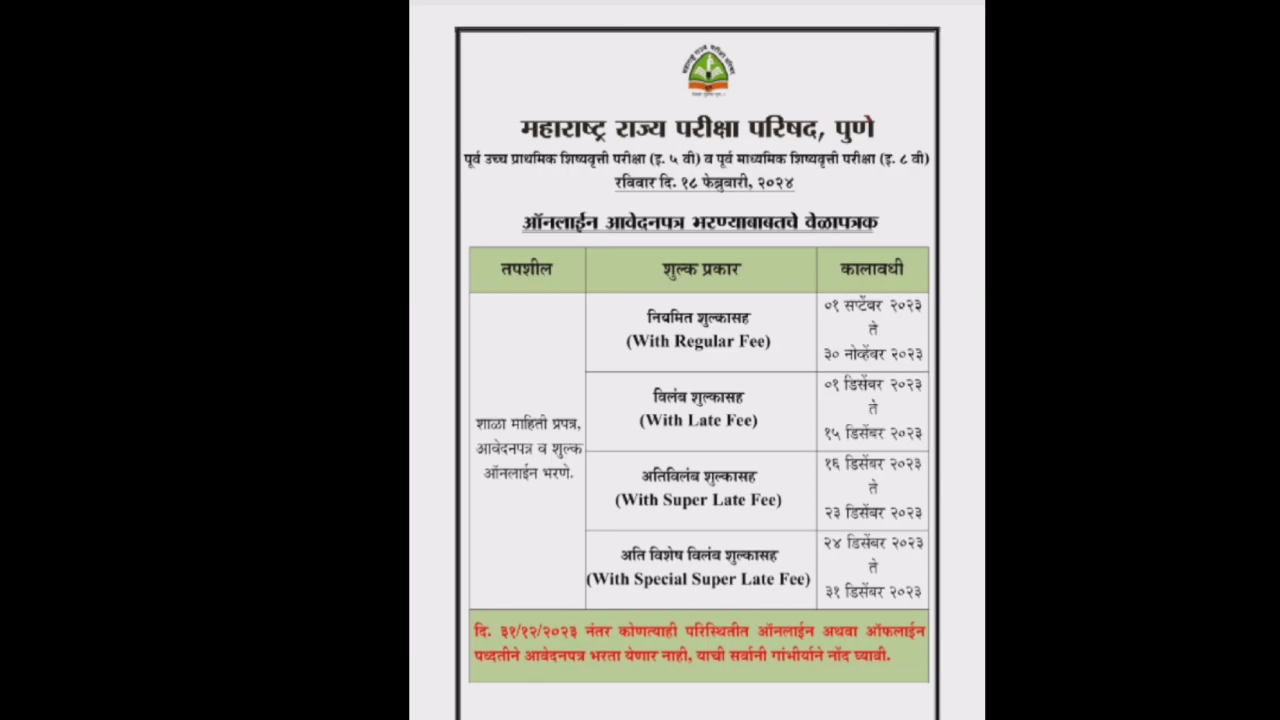 महाराष्ट्र राज्य परीक्षा परिषद, पुणे
पूर्व उच्च प्राथमिक शिष्यवृत्ती परीक्षा (इ. ५ वी) व पूर्व माध्यमिक शिष्यवृत्ती परीक्षा (इ. ८ वी)
रविवार दि. १८ फेब्रुवारी, २०२४
ऑनलाईन आवेदनपत्र भरण्याबाबतचे वेळापत्रक
तपशील शुल्क प्रकार कालावधी
शाळा माहिती प्रपत्र,
आवेदनपत्र व शुल्क
ऑनलाईन भरणे.
नियमित शुल्कासह
(With Regular Fee)
०१ सप्टेंबर २०२३
ते
३० नोव्हेंबर २०२३
विलंब शुल्कासह
(With Late Fee)
०१ डिसेंबर २०२३
ते
१५ डिसेंबर २०२३
अतिविलंब शुल्कासह
(With Super Late Fee)
१६ डिसेंबर २०२३
ते
२३ डिसेंबर २०२३
अति विशेष विलंब शुल्कासह
(With Special Super Late Fee)
२४ डिसेंबर २०२३
ते
३१ डिसेंबर २०२३
दि. ३१/१२/२०२३ नंतर कोणत्याही परिस्थितीत ऑनलाईन अथवा ऑफलाईन
पध्दतीने आवेदनपत्र भरता येणार नाही, याची सर्वानी गांभीर्याने नोंद घ्यावी.